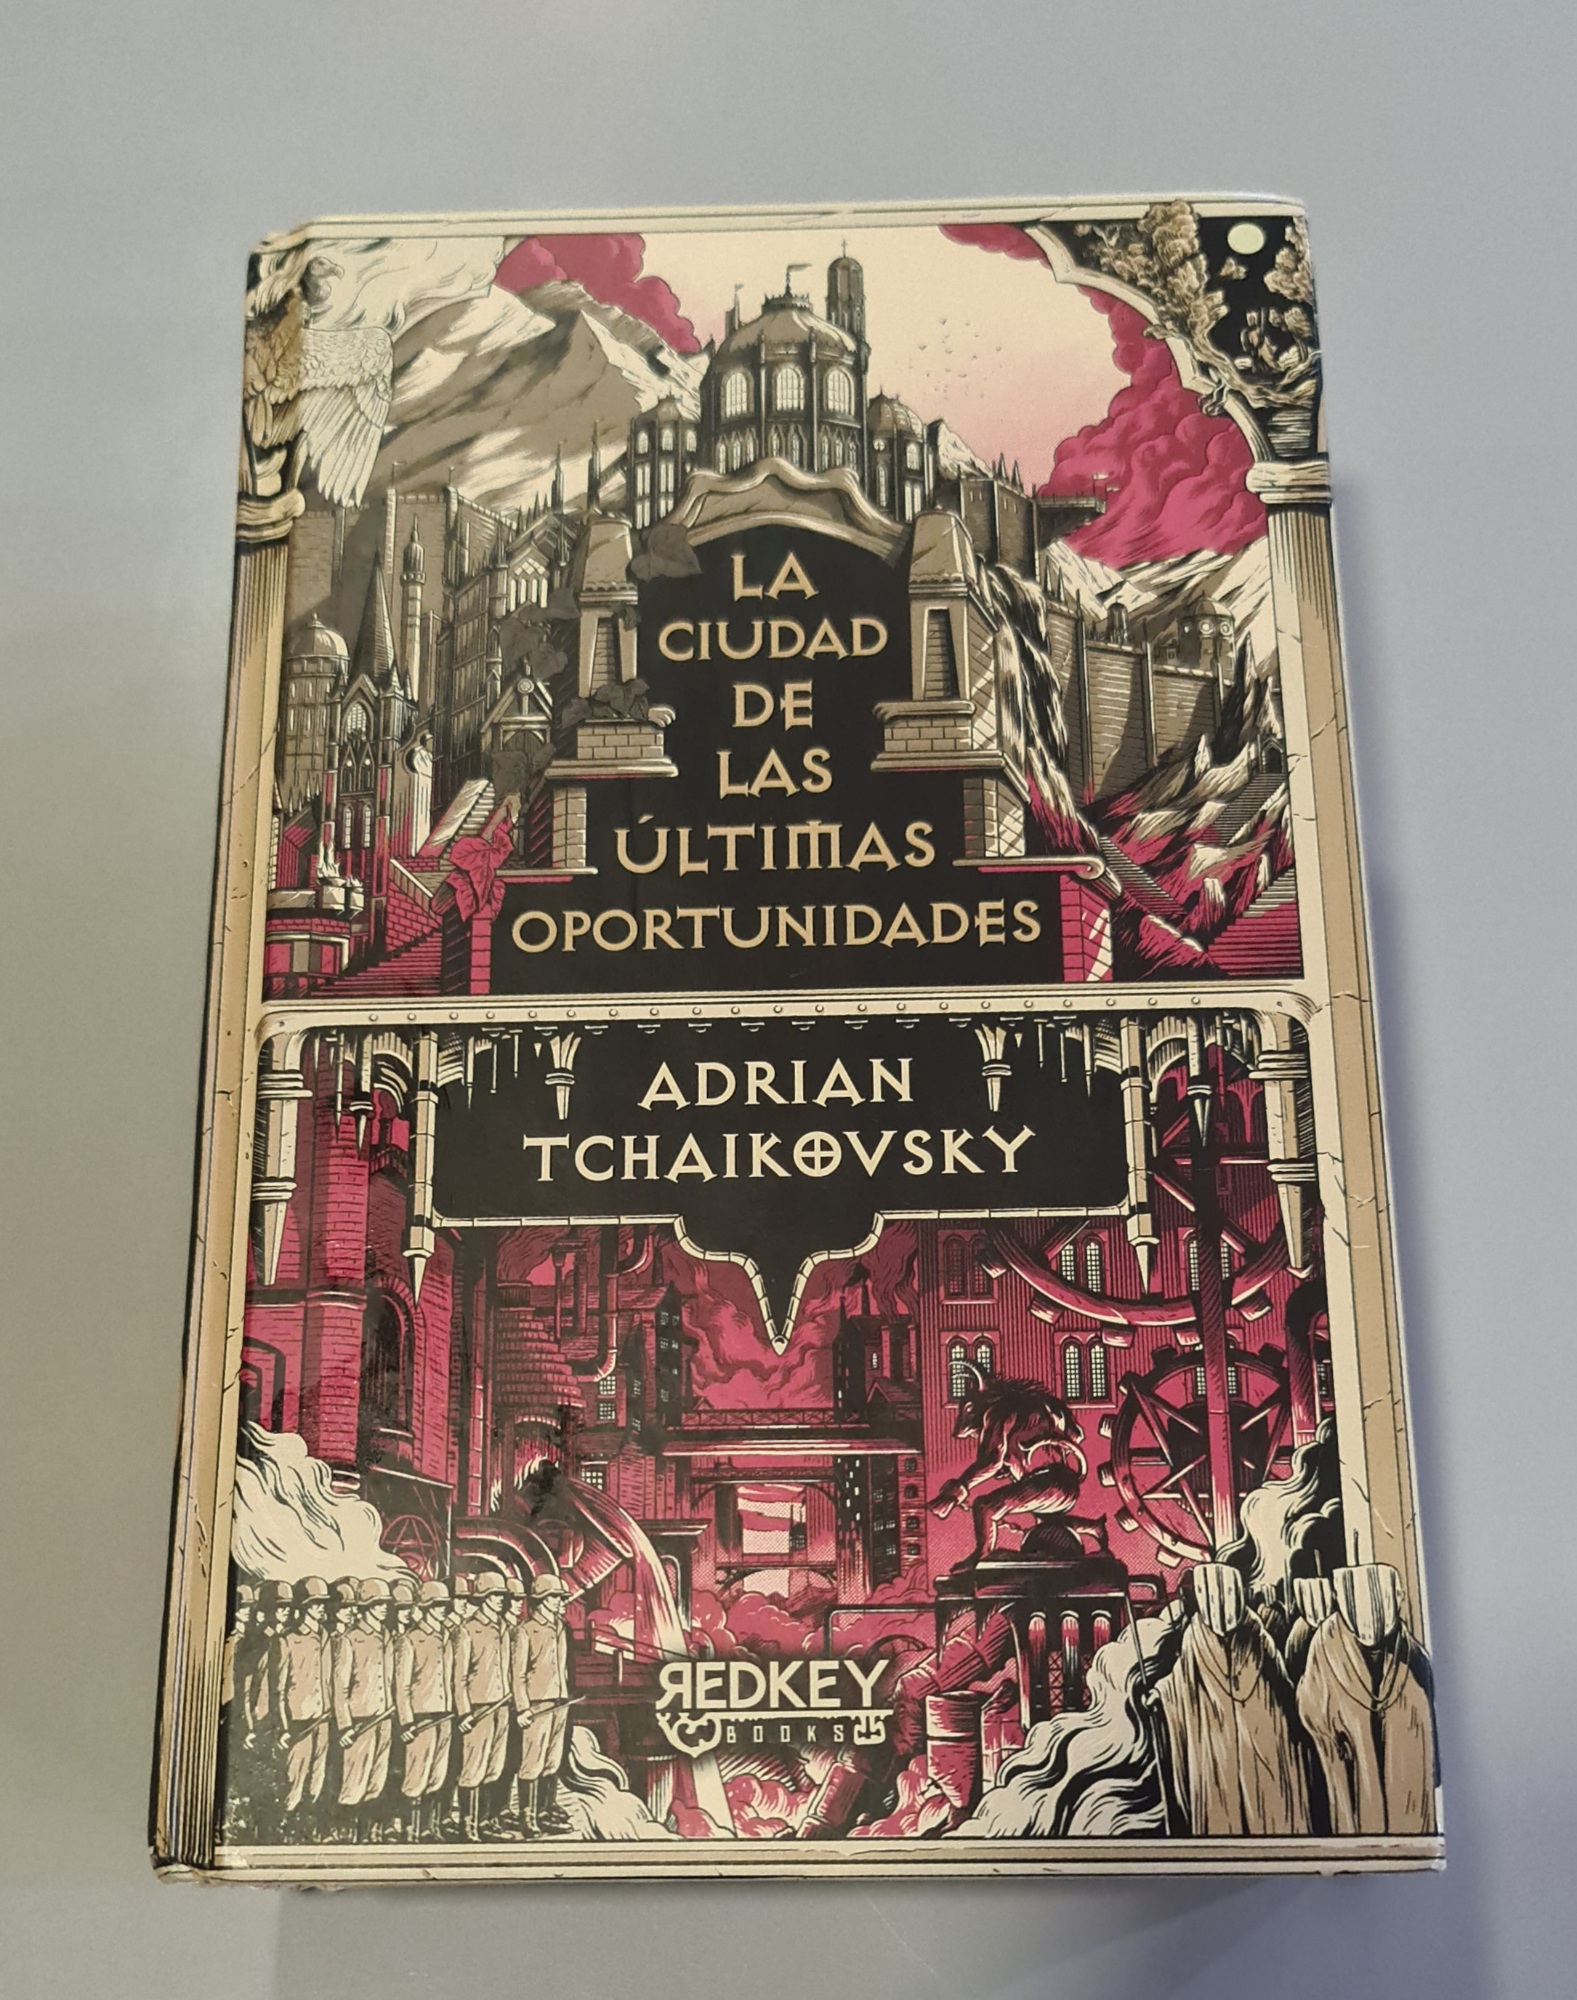 LA
CIUDAD
DE
LAS
ÚLTIMAS
OPORTUNIDADES
ADRIAN
TCHAIKOVSKY
REDKEY
BOOKS